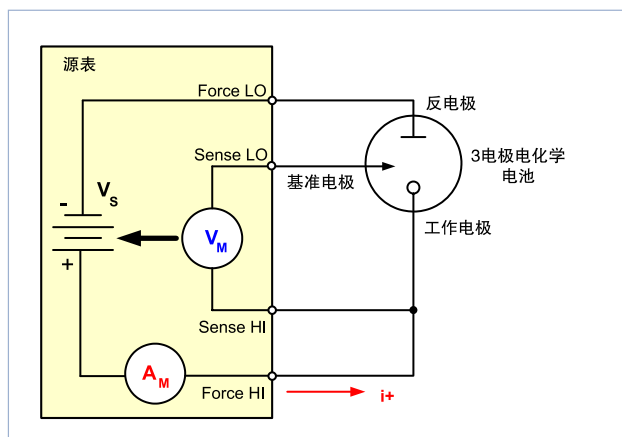 源表
Force LO
反电极
Sense LO
基准电极
3电极电化学
电池
工作电极
-
VS
+
VM
Sense HI
AM
Force HI
i+